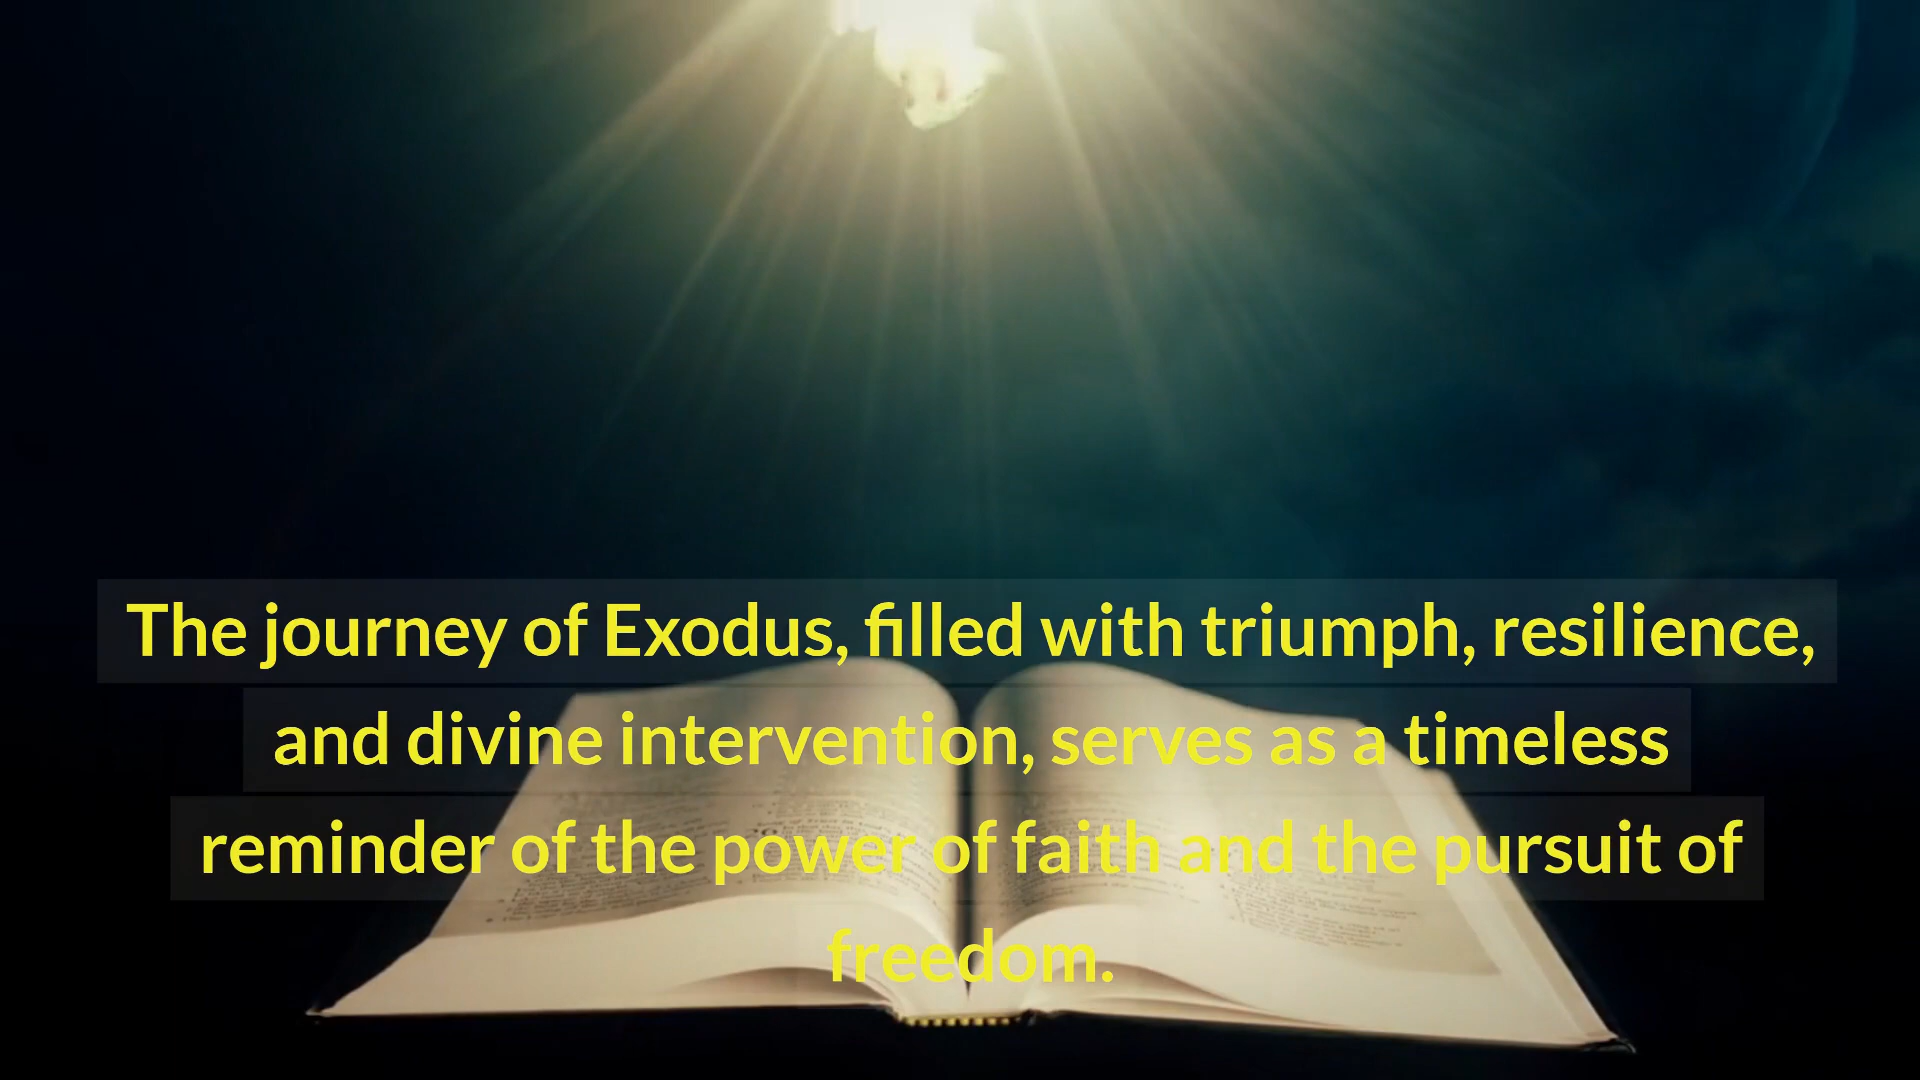 The journey of Exodus, filled with triumph, resilience,
and divine intervention, serves as a timeless
reminder of the power of faith and the pursuit of
freedom.